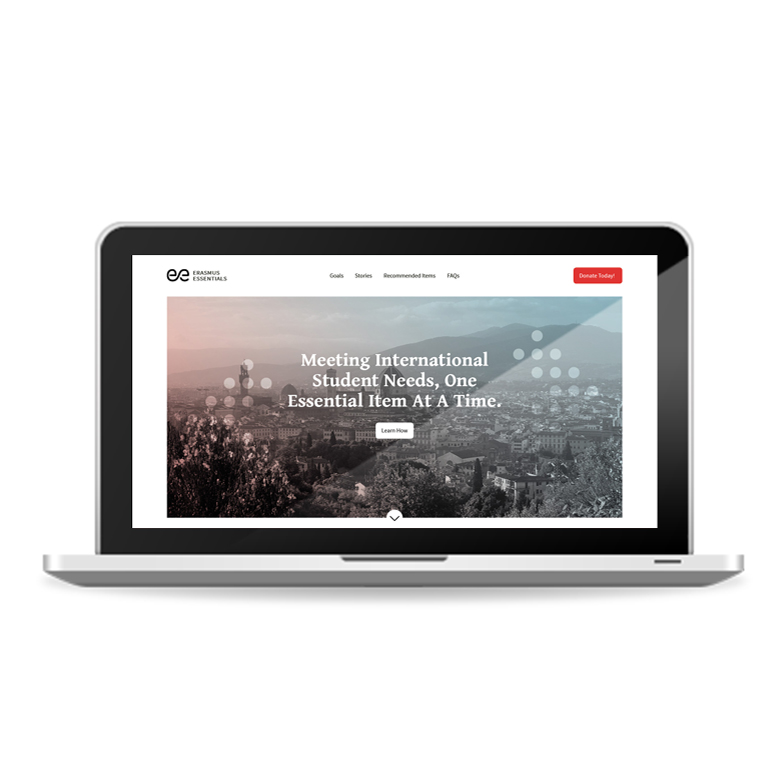 ERASMUS
ESSENTIALS
Goals
Stories
Recommended Items
FAQs
Donate Today!
Meeting International
Student Needs, One
Essential Item At A Time.
Learn How